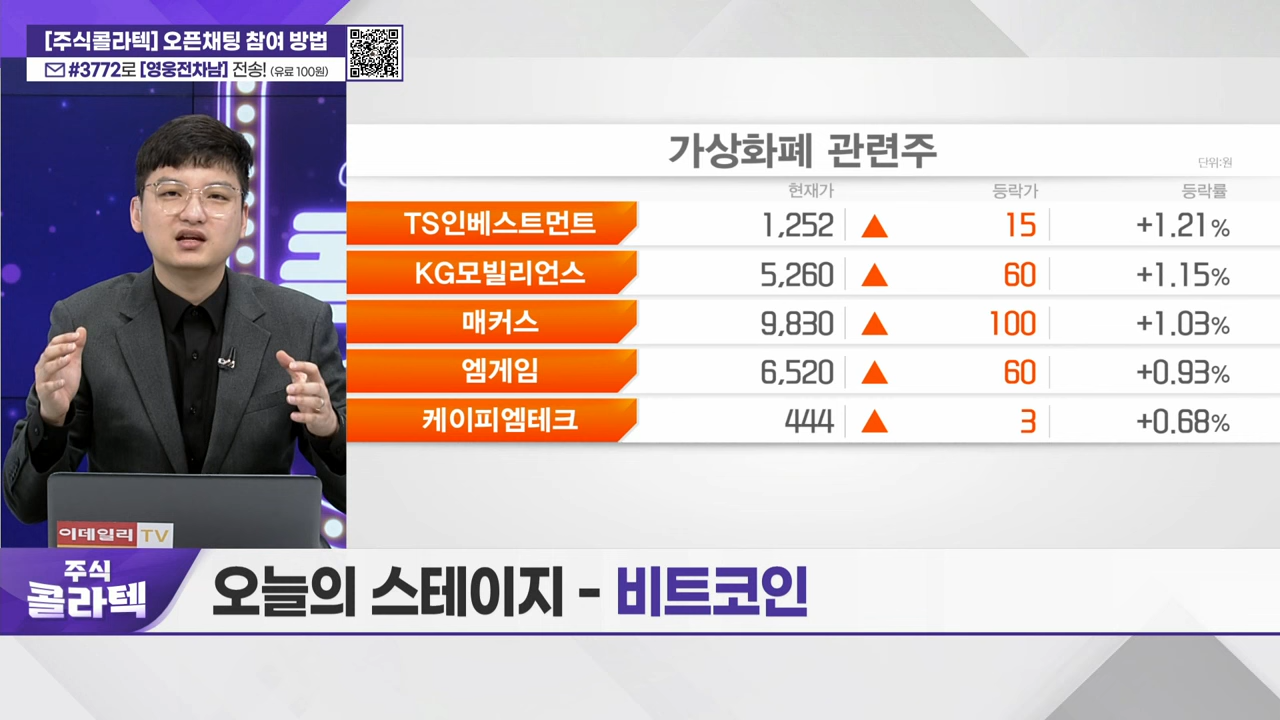 [주식콜라텍] 오픈채팅 참여 방법
#3772로 [영웅전차남] 전송! (유료 100원)
가상화폐 관련주
단위:원
현재가 등락가 등락률
TS인베스트먼트 1,252 ▲ 15 +1.21%
KG모빌리언스 5,260 ▲ 60 +1.15%
매커스 9,830 ▲ 100 +1.03%
엠게임 6,520 ▲ 60 +0.93%
케이피엠테크 444 ▲ 3 +0.68%
이데일리 TV
주식
콜라텍
오늘의 스테이지 - 비트코인